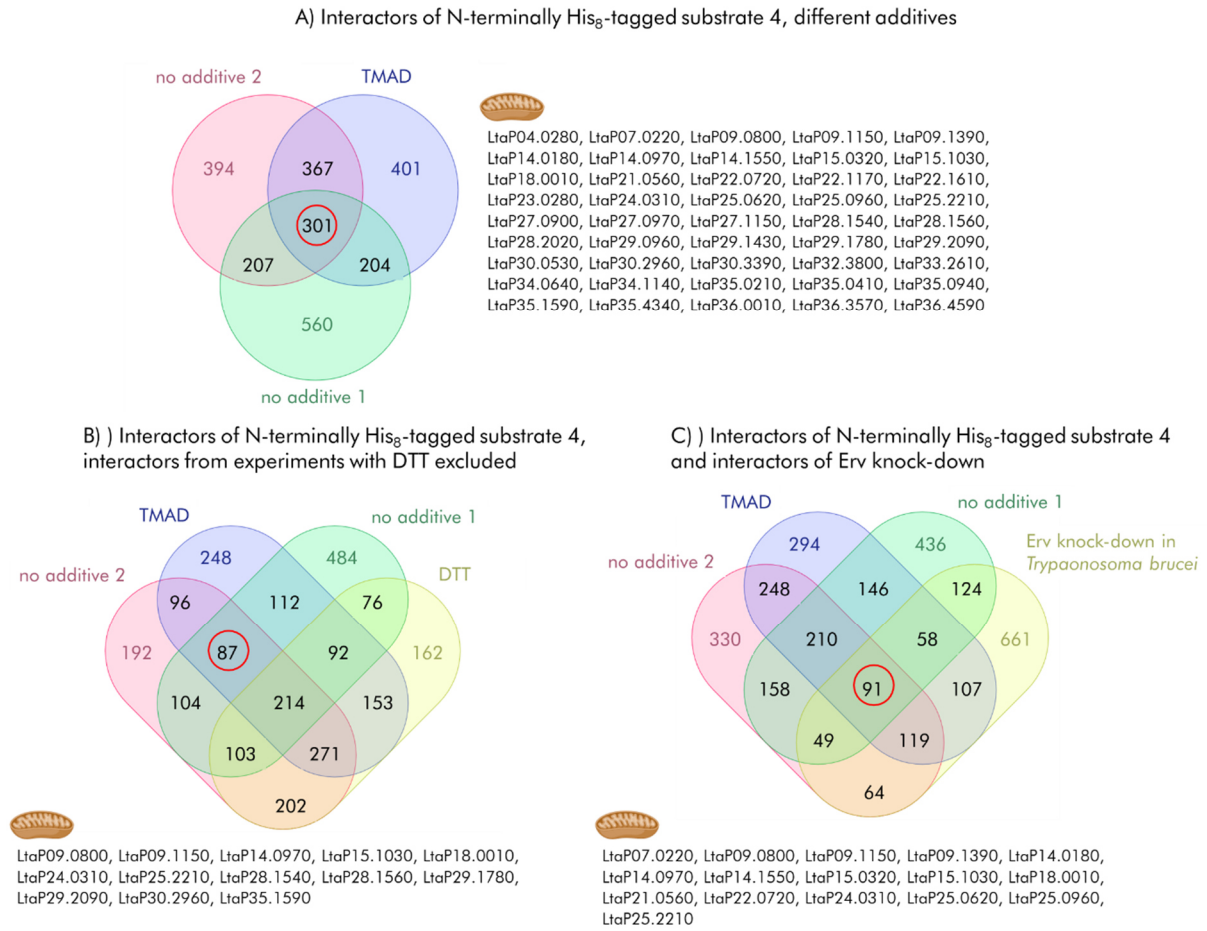 A) Interactors of N-terminally His8-tagged substrate 4, different additives
no additive 2
TMAD
394
367
401
301
207
204
560
no additive 1
LtaP04.0280, LtaP07.0220, LtaP09.0800, LtaP09.1150, LtaP09.1390,
LtaP14.0180, LtaP14.0970, LtaP14.1550, LtaP15.0320, LtaP15.1030,
LtaP18.0010, LtaP21.0560, LtaP22.0720, LtaP22.1170, LtaP22.1610,
LtaP23.0280, LtaP24.0310, LtaP25.0620, LtaP25.0960, LtaP25.2210,
LtaP27.0900, LtaP27.0970, LtaP27.1150, LtaP28.1540, LtaP28.1560,
LtaP28.2020, LtaP29.0960, LtaP29.1430, LtaP29.1780, LtaP29.2090,
LtaP30.0530, LtaP30.2960, LtaP30.3390, LtaP32.3800, LtaP33.2610,
LtaP34.0640, LtaP34.1140, LtaP35.0210, LtaP35.0410, LtaP35.0940,
LtaP35.1590, LtaP35.4340, LtaP36.0010, LtaP36.3570, LtaP36.4590
B) ) Interactors of N-terminally His8-tagged substrate 4,
interactors from experiments with DTT excluded
TMAD
no additive 1
no additive 2
DTT
248
484
96
112
76
192
87
92
162
104
214
153
103
271
202
LtaP09.0800, LtaP09.1150, LtaP14.0970, LtaP15.1030, LtaP18.0010,
LtaP24.0310, LtaP25.2210, LtaP28.1540, LtaP28.1560, LtaP29.1780,
LtaP29.2090, LtaP30.2960, LtaP35.1590
C) ) Interactors of N-terminally His8-tagged substrate 4
and interactors of Erv knock-down
TMAD
no additive 1
no additive 2
Erv knock-down in
Trypaonosoma brucei
294
436
248
146
124
330
210
58
661
158
91
107
49
119
64
LtaP07.0220, LtaP09.0800, LtaP09.1150, LtaP09.1390, LtaP14.0180,
LtaP14.0970, LtaP14.1550, LtaP15.0320, LtaP15.1030, LtaP18.0010,
LtaP21.0560, LtaP22.0720, LtaP24.0310, LtaP25.0620, LtaP25.0960,
LtaP25.2210